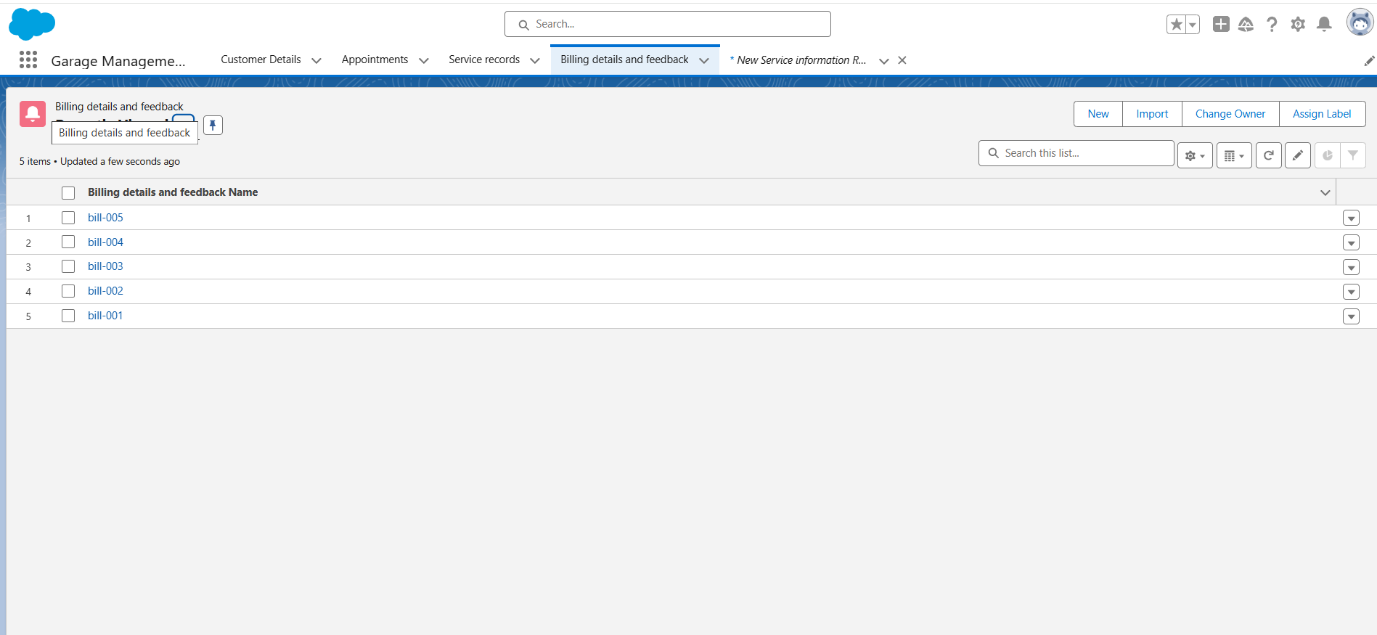 Search...
Garage Manageme...
Customer Details
Appointments
Service records
Billing details and feedback
* New Service information R...
Billing details and feedback
Billing details and feedback
New
Import
Change Owner
Assign Label
5 items • Updated a few seconds ago
Search this list...
Billing details and feedback Name
1 bill-005
2 bill-004
3 bill-003
4 bill-002
5 bill-001